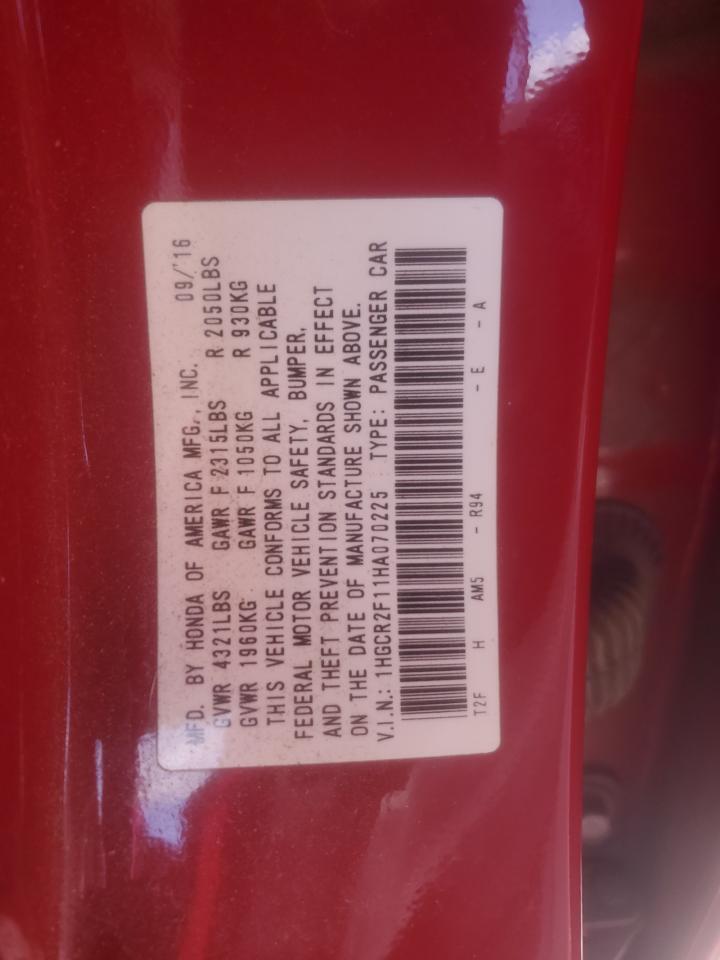 MFD. BY HONDA OF AMERICA MFG., INC. 09/'16
GVWR 4321LBS GAWR F 2315LBS R 2050LBS
GVWR 1960KG GAWR F 1050KG R 930KG
THIS VEHICLE CONFORMS TO ALL APPLICABLE
FEDERAL MOTOR VEHICLE SAFETY, BUMPER,
AND THEFT PREVENTION STANDARDS IN EFFECT
ON THE DATE OF MANUFACTURE SHOWN ABOVE.
V.I.N.: 1HGCR2F11HA070225 TYPE: PASSENGER CAR
T2F H AM5 - R94 - E - A